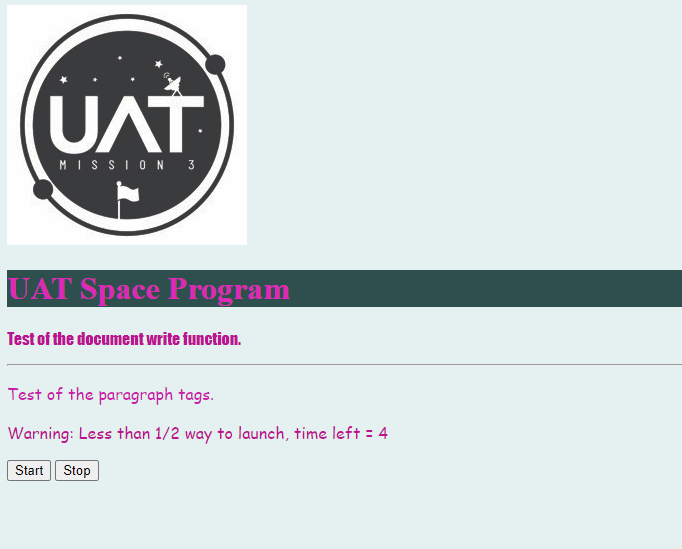 UAT
MISSION 3
UAT Space Program
Test of the document write function.
Test of the paragraph tags.
Warning: Less than 1/2 way to launch, time left = 4
Start Stop